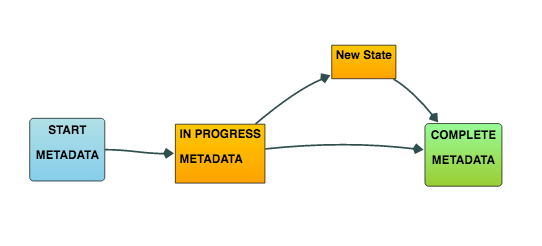 New State
START
METADATA
IN PROGRESS
METADATA
COMPLETE
METADATA